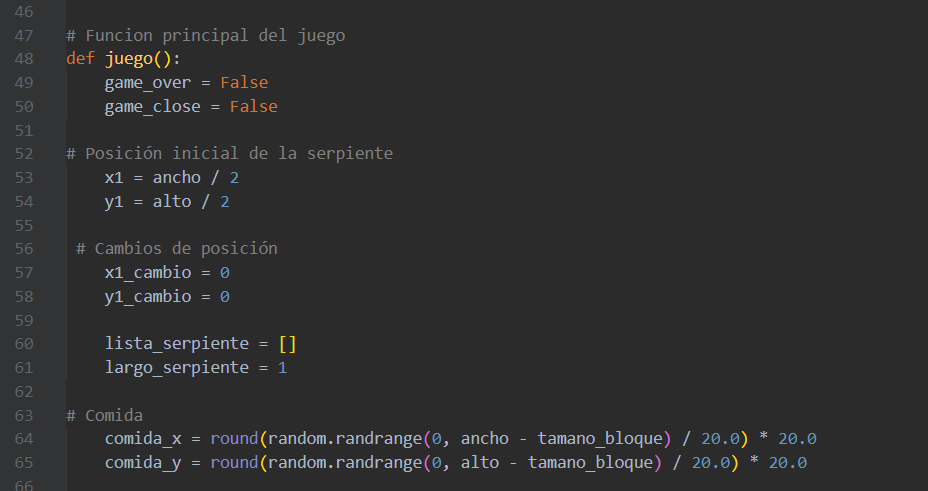 46
47 # Funcion principal del juego
48 def juego():
49     game_over = False
50     game_close = False
51
52 # Posición inicial de la serpiente
53     x1 = ancho / 2
54     y1 = alto / 2
55
56  # Cambios de posición
57     x1_cambio = 0
58     y1_cambio = 0
59
60     lista_serpiente = []
61     largo_serpiente = 1
62
63 # Comida
64     comida_x = round(random.randrange(0, ancho - tamano_bloque) / 20.0) * 20.0
65     comida_y = round(random.randrange(0, alto - tamano_bloque) / 20.0) * 20.0
66